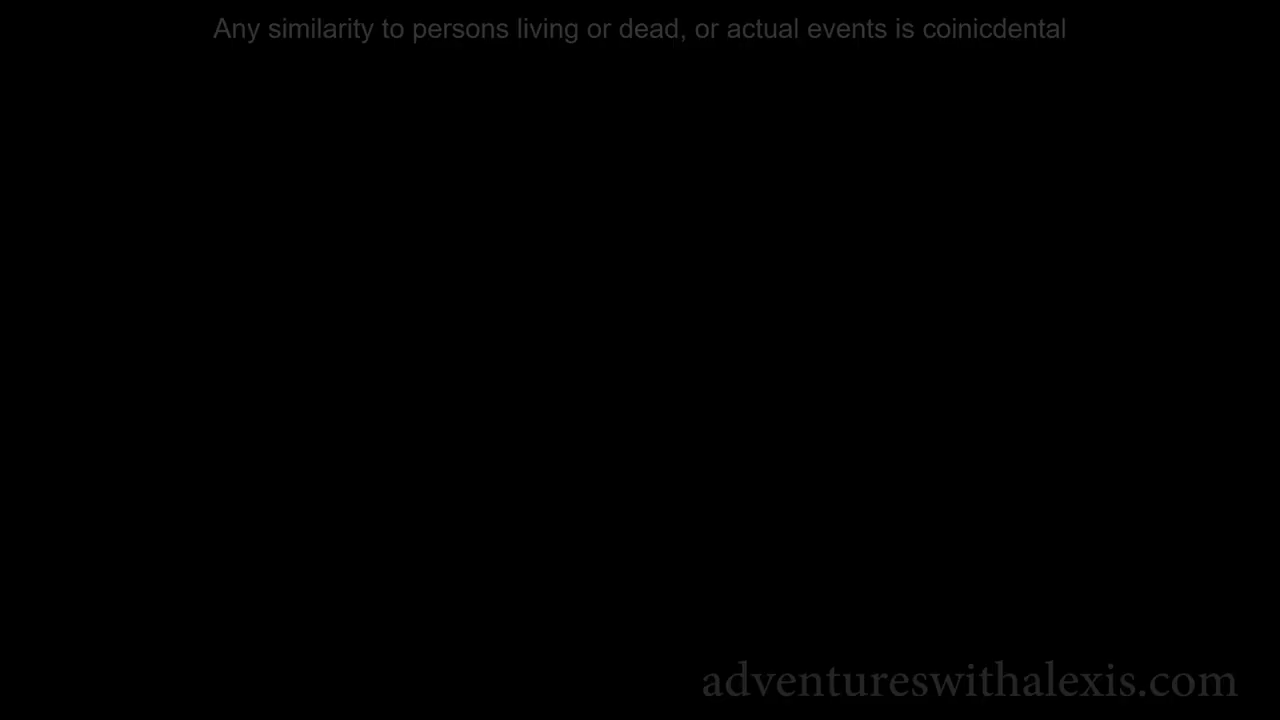 Any similarity to persons living or dead, or actual events is coinicdental
adventureswithalexis.com